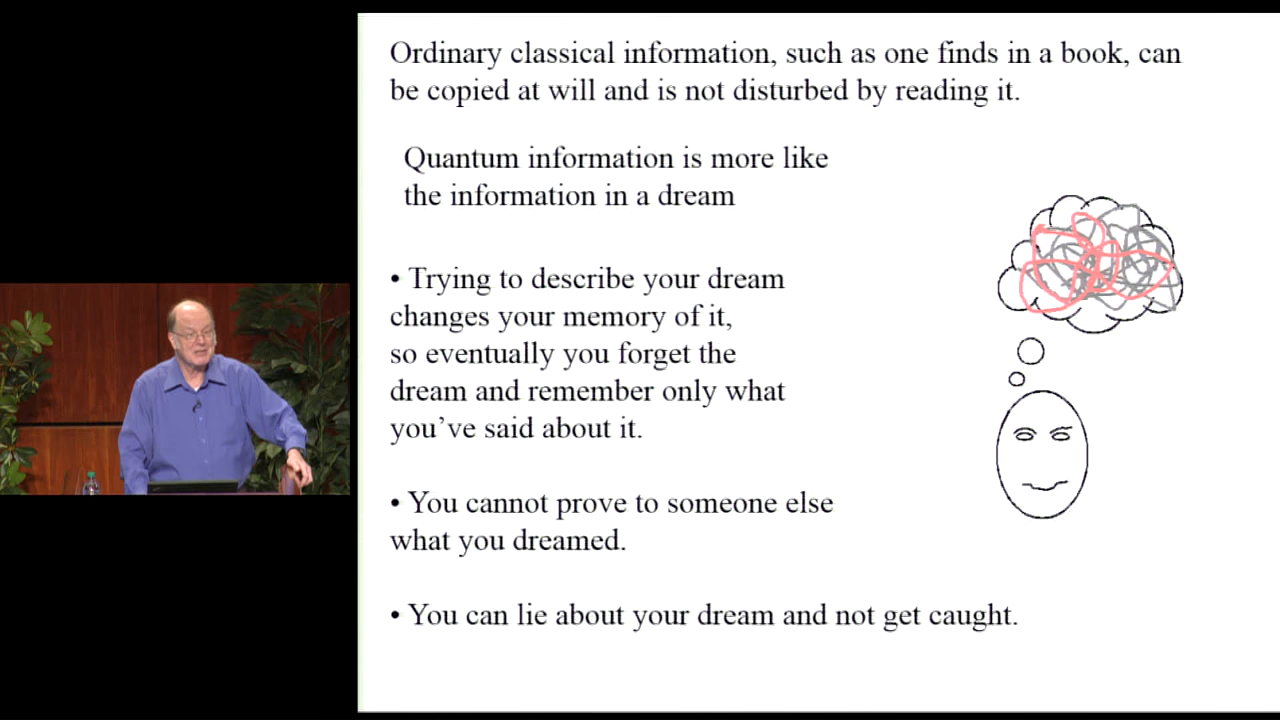 Ordinary classical information, such as one finds in a book, can
be copied at will and is not disturbed by reading it.
Quantum information is more like
the information in a dream
• Trying to describe your dream
changes your memory of it,
so eventually you forget the
dream and remember only what
you’ve said about it.
• You cannot prove to someone else
what you dreamed.
• You can lie about your dream and not get caught.